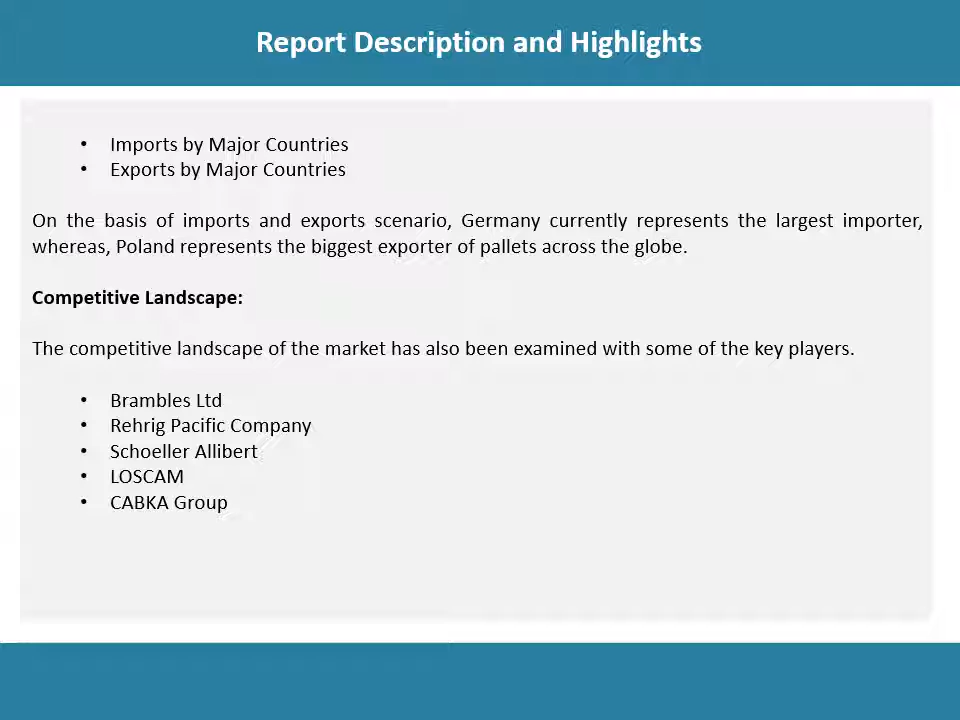 Report Description and Highlights
• Imports by Major Countries
• Exports by Major Countries
On the basis of imports and exports scenario, Germany currently represents the largest importer,
whereas, Poland represents the biggest exporter of pallets across the globe.
Competitive Landscape:
The competitive landscape of the market has also been examined with some of the key players.
• Brambles Ltd
• Rehrig Pacific Company
• Schoeller Allibert
• LOSCAM
• CABKA Group